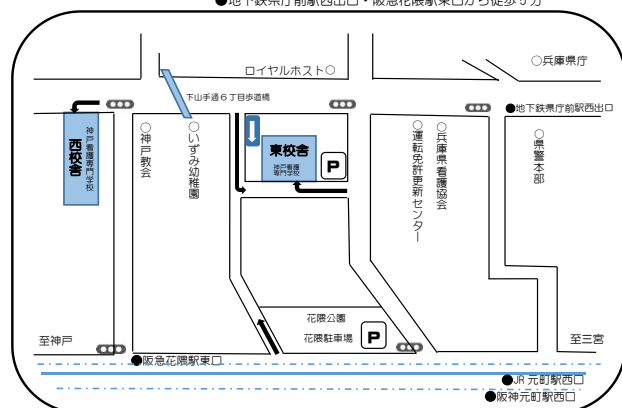 ●地下鉄県庁前駅西出口・阪急花隈駅東口から徒歩5分
○兵庫県庁
ロイヤルホスト○
下山手通6丁目歩道橋
●地下鉄県庁前駅西出口
西校舎
神戸看護専門学校
○神戸教会
○いずみ幼稚園
東校舎
神戸看護
専門学校
P
○運転免許更新センター
○兵庫県看護協会
○県警本部
花隈公園
花隈駐車場
P
至神戸
至三宮
●阪急花隈駅東口
●JR 元町駅西口
●阪神元町駅西口